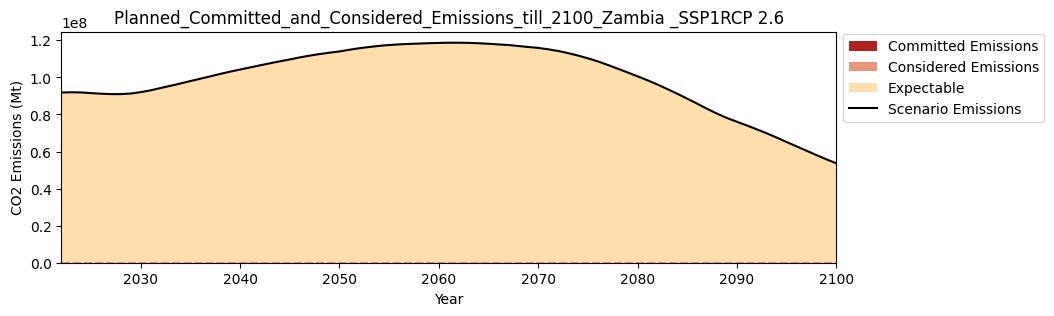 Planned_Committed_and_Considered_Emissions_till_2100_Zambia _SSP1RCP 2.6
1e8
1.2
1.0
0.8
0.6
0.4
0.2
0.0
CO2 Emissions (Mt)
2030 2040 2050 2060 2070 2080 2090 2100
Year
Committed Emissions
Considered Emissions
Expectable
Scenario Emissions